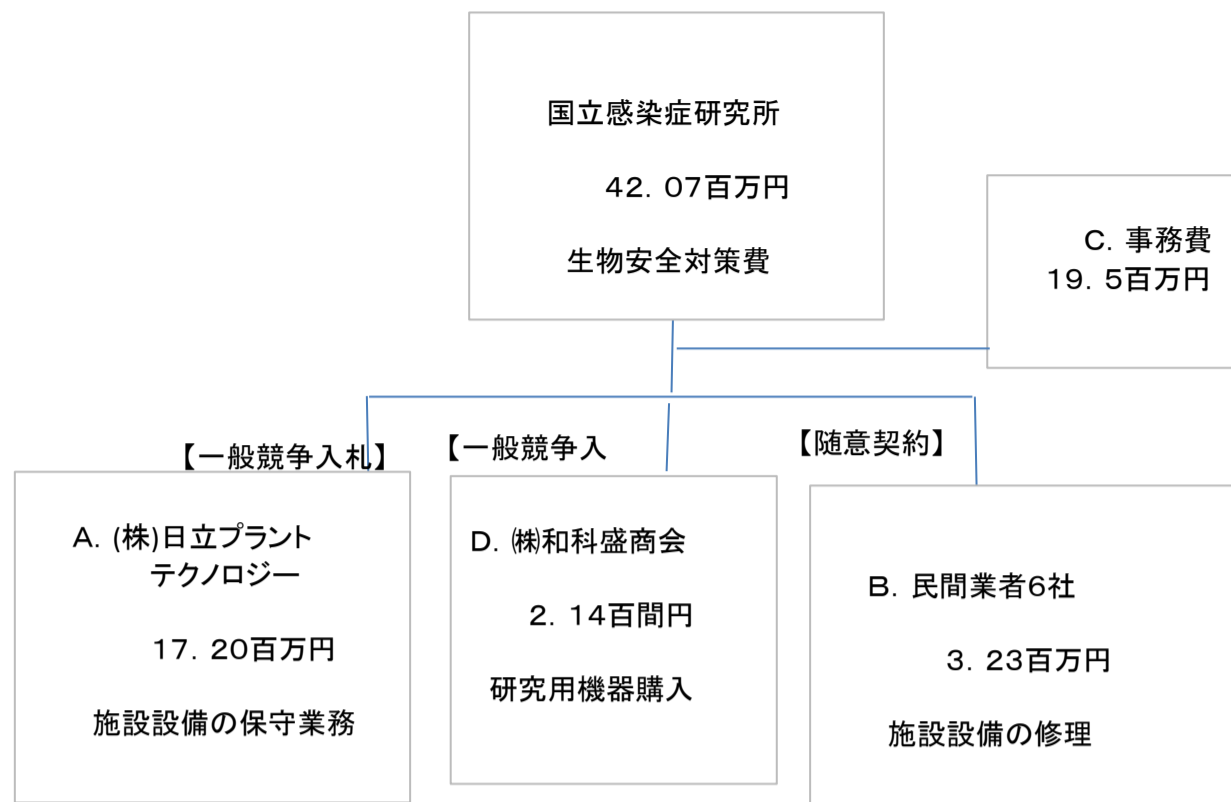 国立感染症研究所
42．07百万円
生物安全対策費
C．事務費
19．5百万円
【一般競争入札】
【一般競争入
【随意契約】
A．(株)日立プラント
テクノロジー
17．20百万円
施設設備の保守業務
D．㈱和科盛商会
2．14百間円
研究用機器購入
B．民間業者6社
3．23百万円
施設設備の修理